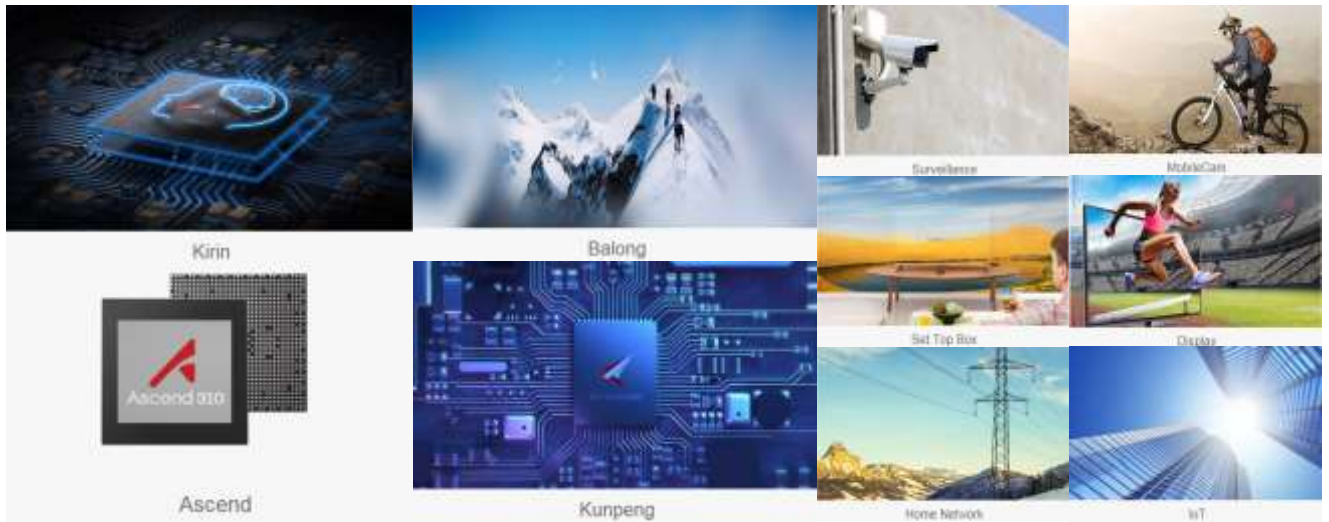 Kirin
Balong
Surveillence
MobileCam
Set Top Box
Display
Ascend 310
Ascend
Kunpeng
Home Network
IoT